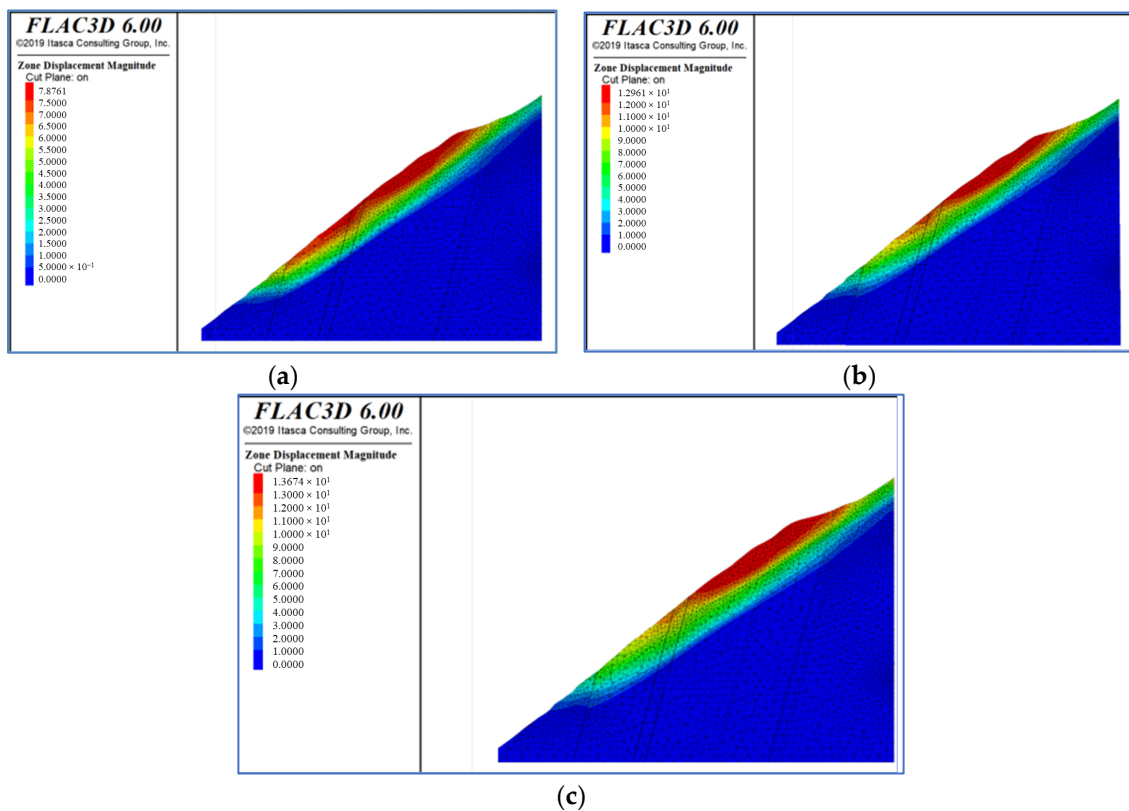 FLAC3D 6.00
©2019 Itasca Consulting Group, Inc.
Zone Displacement Magnitude
Cut Plane: on
7.8761
7.5000
7.0000
6.5000
6.0000
5.5000
5.0000
4.5000
4.0000
3.5000
3.0000
2.5000
2.0000
1.5000
1.0000
5.0000 × 10⁻¹
0.0000
(a)
FLAC3D 6.00
©2019 Itasca Consulting Group, Inc.
Zone Displacement Magnitude
Cut Plane: on
1.2961 × 10¹
1.2000 × 10¹
1.1000 × 10¹
1.0000 × 10¹
9.0000
8.0000
7.0000
6.0000
5.0000
4.0000
3.0000
2.0000
1.0000
0.0000
(b)
FLAC3D 6.00
©2019 Itasca Consulting Group, Inc.
Zone Displacement Magnitude
Cut Plane: on
1.3674 × 10¹
1.3000 × 10¹
1.2000 × 10¹
1.1000 × 10¹
1.0000 × 10¹
9.0000
8.0000
7.0000
6.0000
5.0000
4.0000
3.0000
2.0000
1.0000
0.0000
(c)